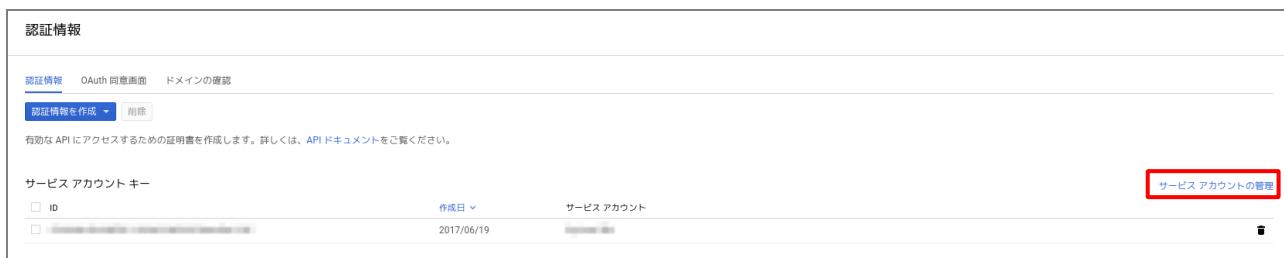 認証情報
認証情報 OAuth 同意画面 ドメインの確認
認証情報を作成 削除
有効な API にアクセスするための証明書を作成します。詳しくは、API ドキュメントをご覧ください。
サービス アカウント キー サービス アカウントの管理
ID 作成日 サービス アカウント
2017/06/19